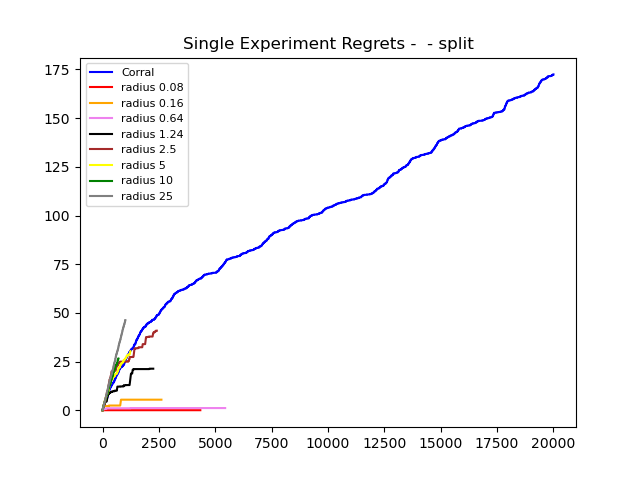 Single Experiment Regrets -  - split
Corral
radius 0.08
radius 0.16
radius 0.64
radius 1.24
radius 2.5
radius 5
radius 10
radius 25
175
150
125
100
75
50
25
0
0 2500 5000 7500 10000 12500 15000 17500 20000